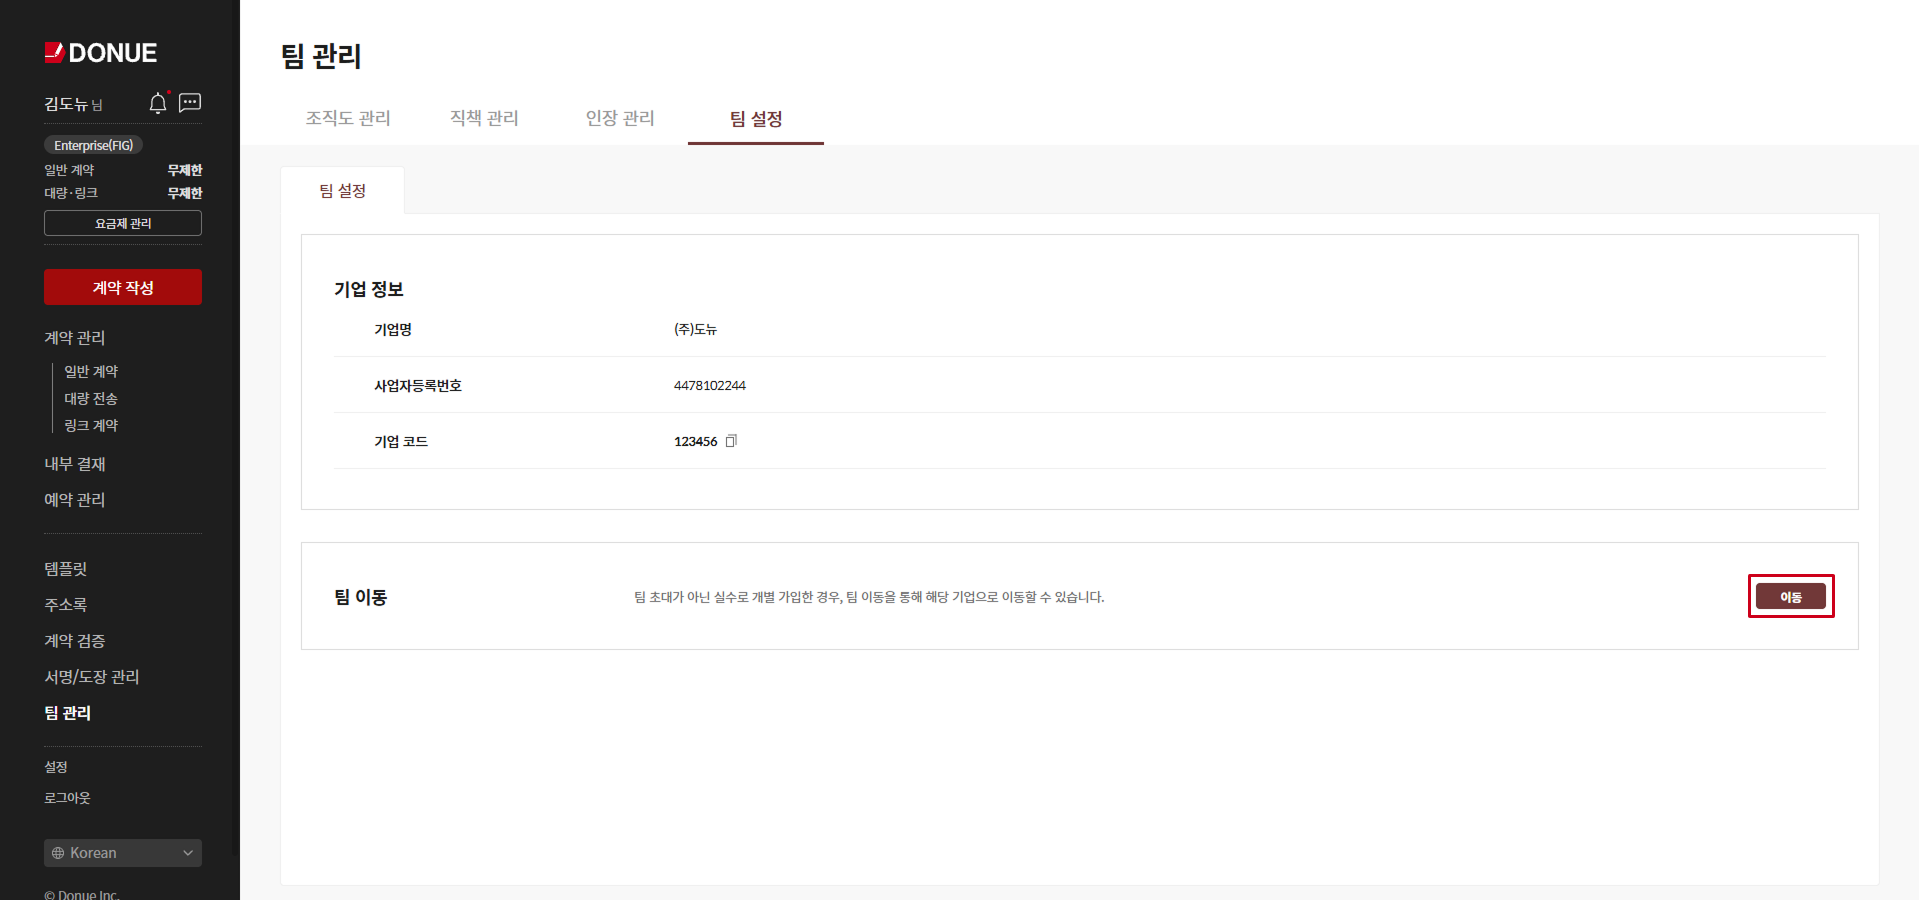 DONUE
김도뉴 님
Enterprise(FIG)
일반 계약 무제한
대량·링크 무제한
요금제 관리
계약 작성
계약 관리
일반 계약
대량 전송
링크 계약
내부 결재
예약 관리
템플릿
주소록
계약 검증
서명/도장 관리
팀 관리
설정
로그아웃
Korean
© Donue Inc.
팀 관리
조직도 관리 직책 관리 인장 관리 팀 설정
팀 설정
기업 정보
기업명 (주)도뉴
사업자등록번호 4478102244
기업 코드 123456
팀 이동 팀 초대가 아닌 실수로 개별 가입한 경우, 팀 이동을 통해 해당 기업으로 이동할 수 있습니다. 이동